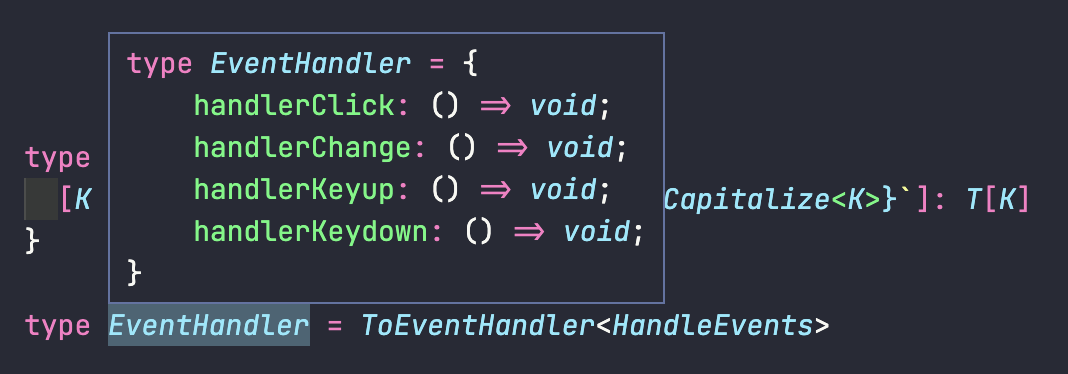 type EventHandler = {
    handlerClick: () => void;
    handlerChange: () => void;
    handlerKeyup: () => void;
    handlerKeydown: () => void;
}
type
  [K Capitalize<K>}`]: T[K]
}
type EventHandler = ToEventHandler<HandleEvents>